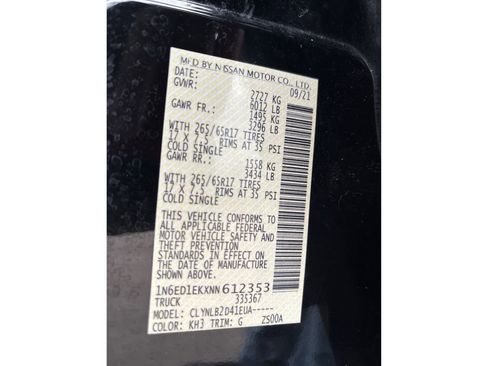 MFD BY NISSAN MOTOR CO., LTD.
DATE: 09/21
GVWR: 2727 KG
6012 LB
GAWR FR.: 1495 KG
3296 LB
WITH 265/65R17 TIRES
17 X 7.5 RIMS AT 35 PSI
COLD SINGLE
GAWR RR.: 1558 KG
3434 LB
WITH 265/65R17 TIRES
17 X 7.5 RIMS AT 35 PSI
COLD SINGLE
THIS VEHICLE CONFORMS TO
ALL APPLICABLE FEDERAL
MOTOR VEHICLE SAFETY AND
THEFT PREVENTION
STANDARDS IN EFFECT ON
THE DATE OF MANUFACTURE
SHOWN ABOVE.
1N6ED1EKXNN612353
TRUCK 335367
MODEL: CLYNLB2D41EUA-----
COLOR: KH3 TRIM: G ZS00A